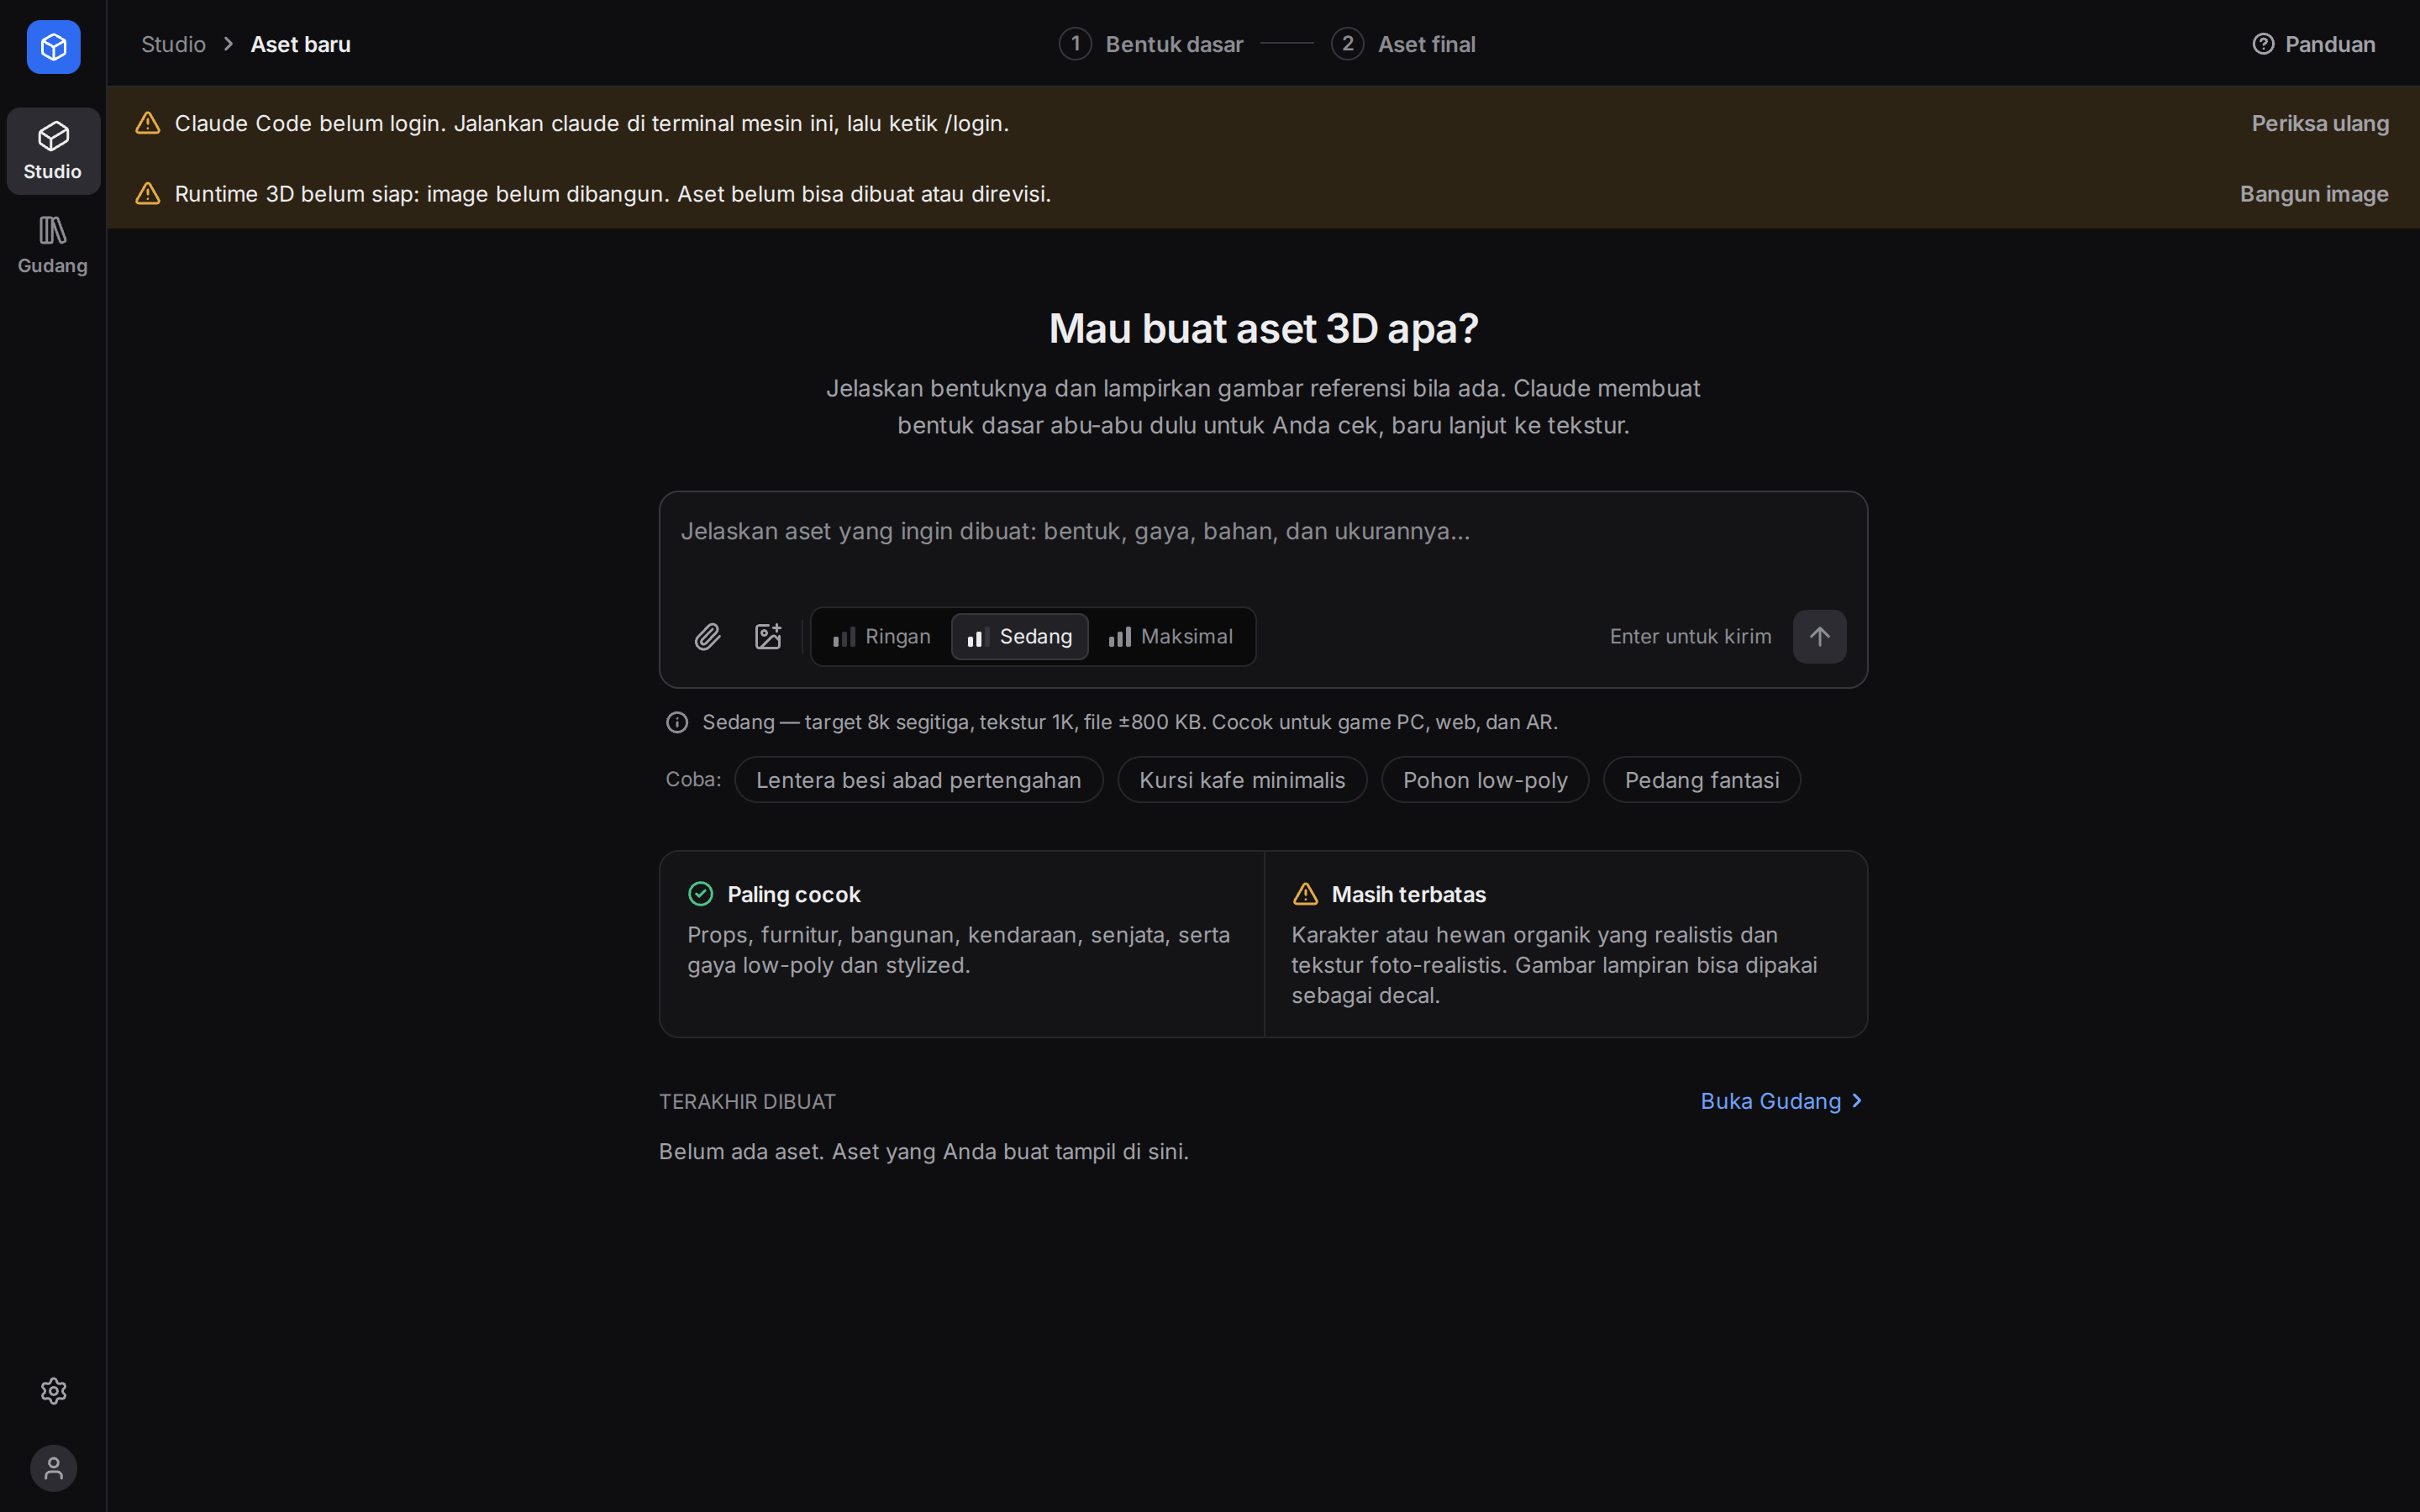 Studio > Aset baru
1 Bentuk dasar
2 Aset final
Panduan
Studio
Gudang
Claude Code belum login. Jalankan claude di terminal mesin ini, lalu ketik /login.
Periksa ulang
Runtime 3D belum siap: image belum dibangun. Aset belum bisa dibuat atau direvisi.
Bangun image
Mau buat aset 3D apa?
Jelaskan bentuknya dan lampirkan gambar referensi bila ada. Claude membuat
bentuk dasar abu-abu dulu untuk Anda cek, baru lanjut ke tekstur.
Jelaskan aset yang ingin dibuat: bentuk, gaya, bahan, dan ukurannya...
Ringan
Sedang
Maksimal
Enter untuk kirim
Sedang — target 8k segitiga, tekstur 1K, file ±800 KB. Cocok untuk game PC, web, dan AR.
Coba:
Lentera besi abad pertengahan
Kursi kafe minimalis
Pohon low-poly
Pedang fantasi
Paling cocok
Props, furnitur, bangunan, kendaraan, senjata, serta
gaya low-poly dan stylized.
Masih terbatas
Karakter atau hewan organik yang realistis dan
tekstur foto-realistis. Gambar lampiran bisa dipakai
sebagai decal.
TERAKHIR DIBUAT
Buka Gudang >
Belum ada aset. Aset yang Anda buat tampil di sini.